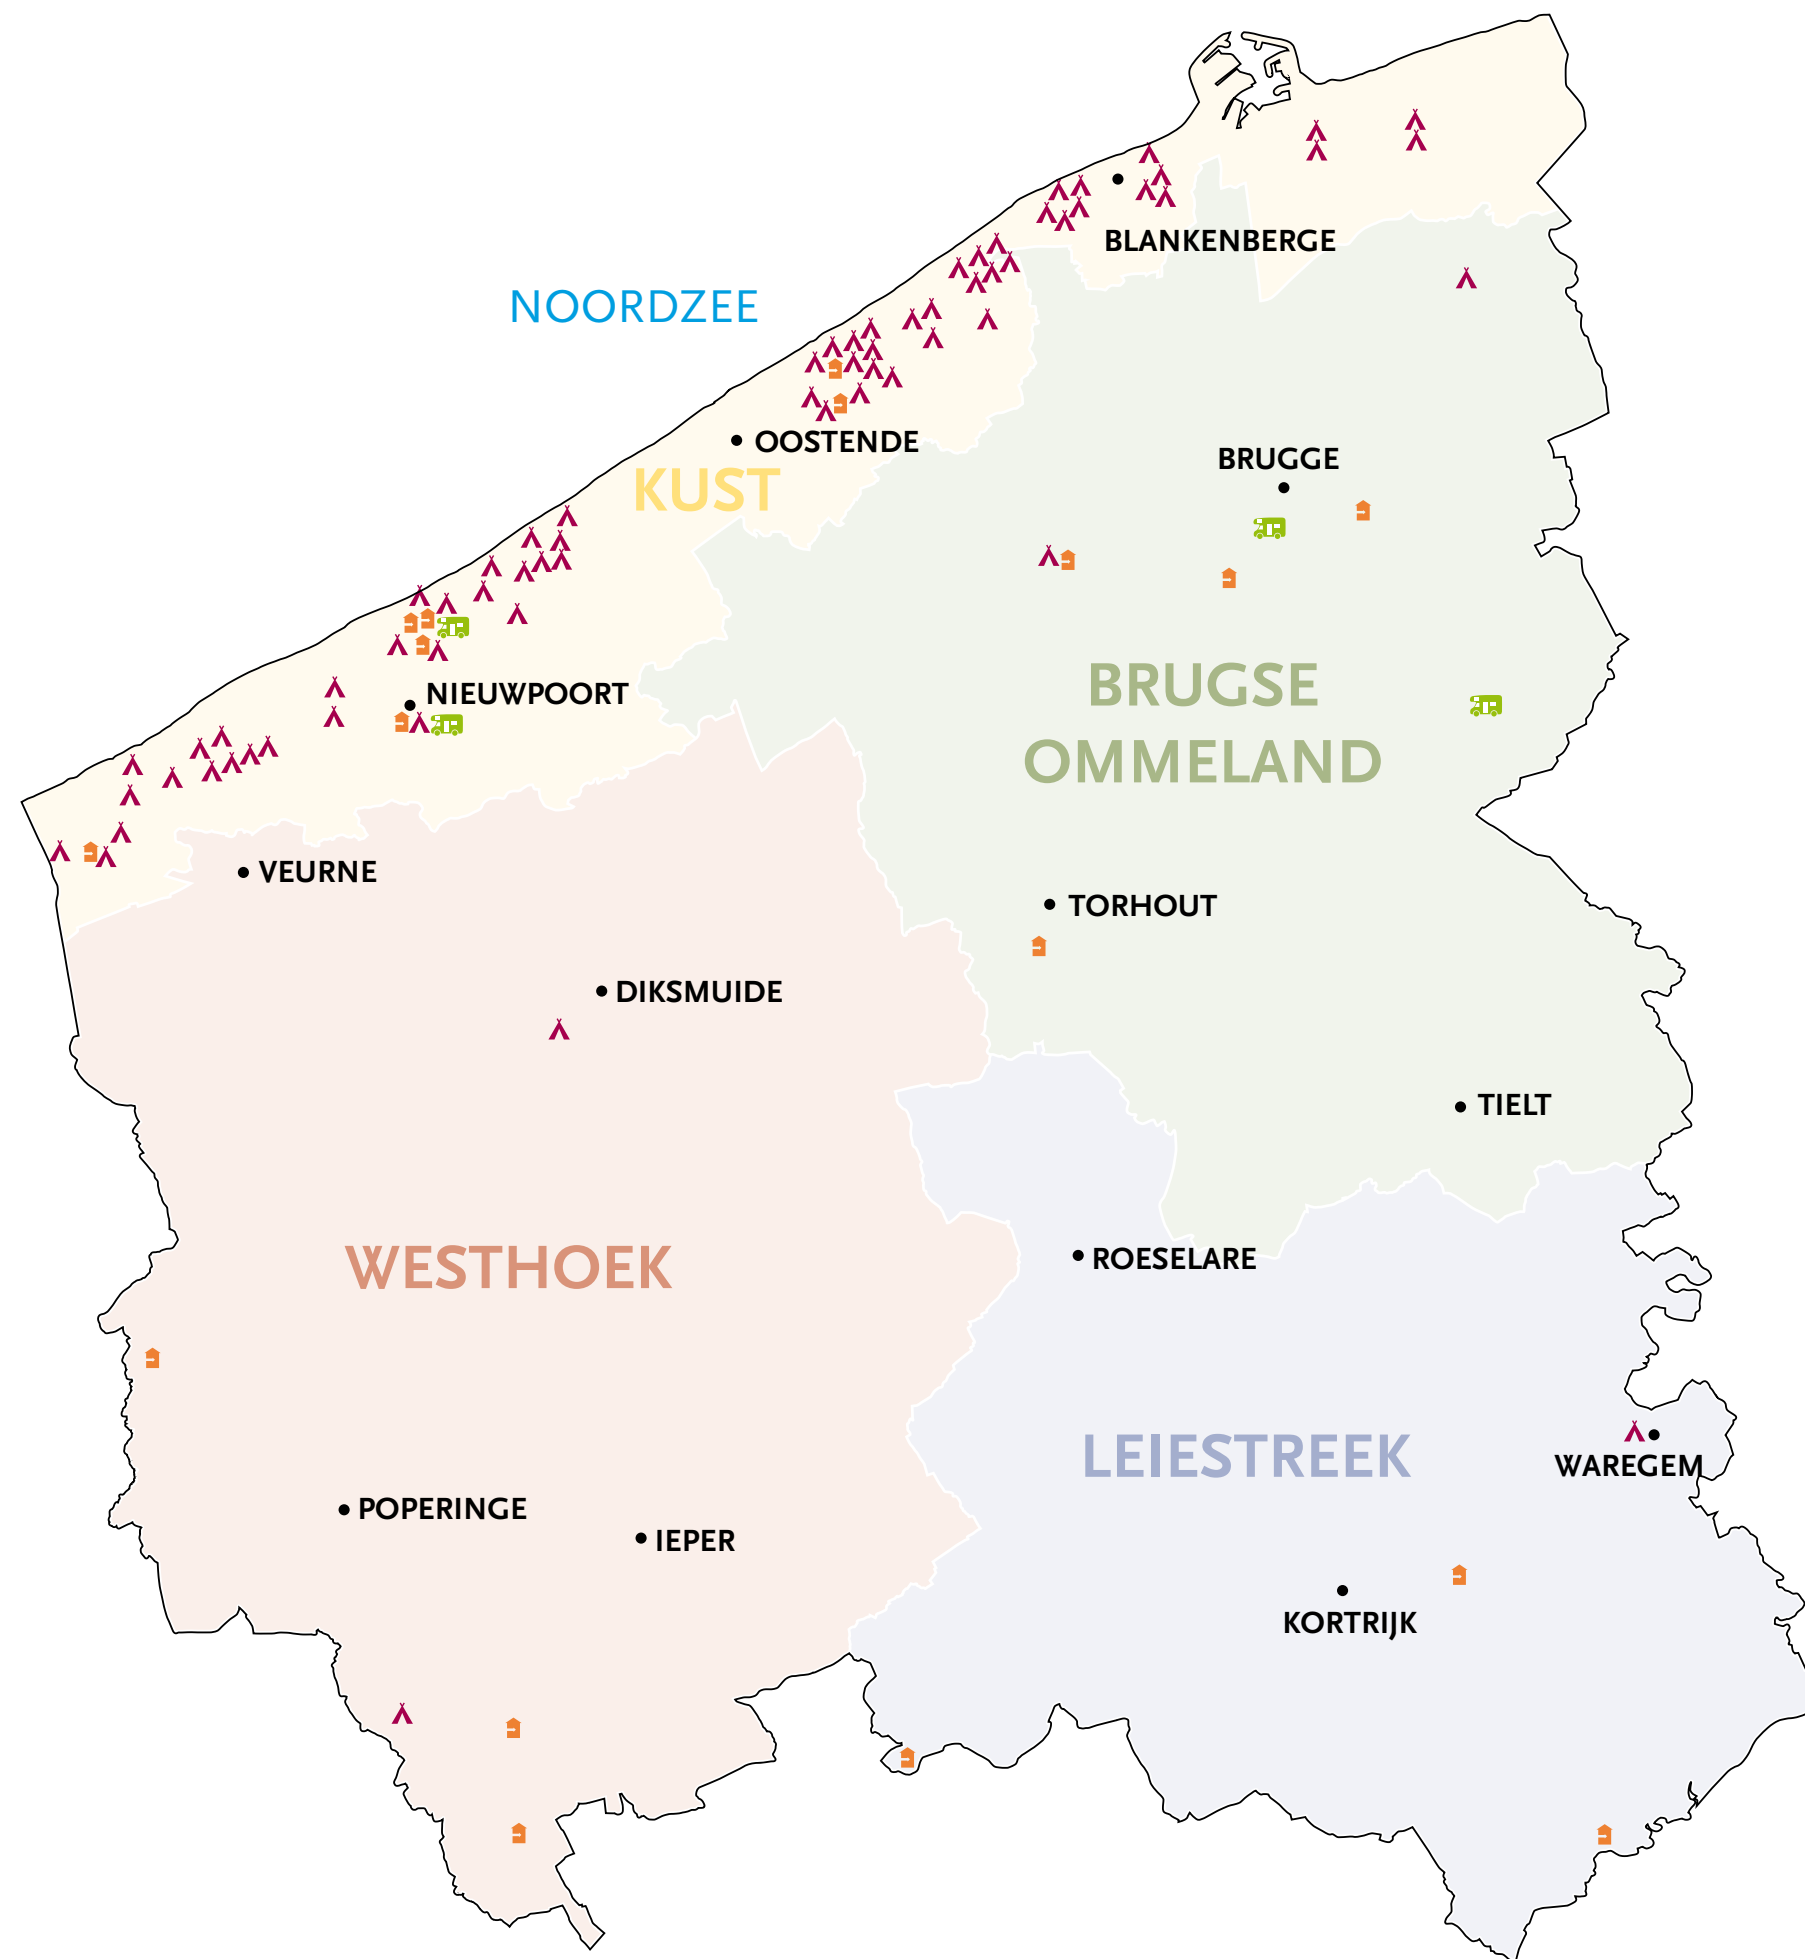 BLANKENBERGE
NOORDZEE
OOSTENDE
BRUGGE
KUST
BRUGSE
OMMELAND
NIEUWPOORT
VEURNE
TORHOUT
DIKSMUIDE
TIELT
WESTHOEK
ROESELARE
LEIESTREEK
WAREGEM
POPERINGE
IEPER
KORTRIJK